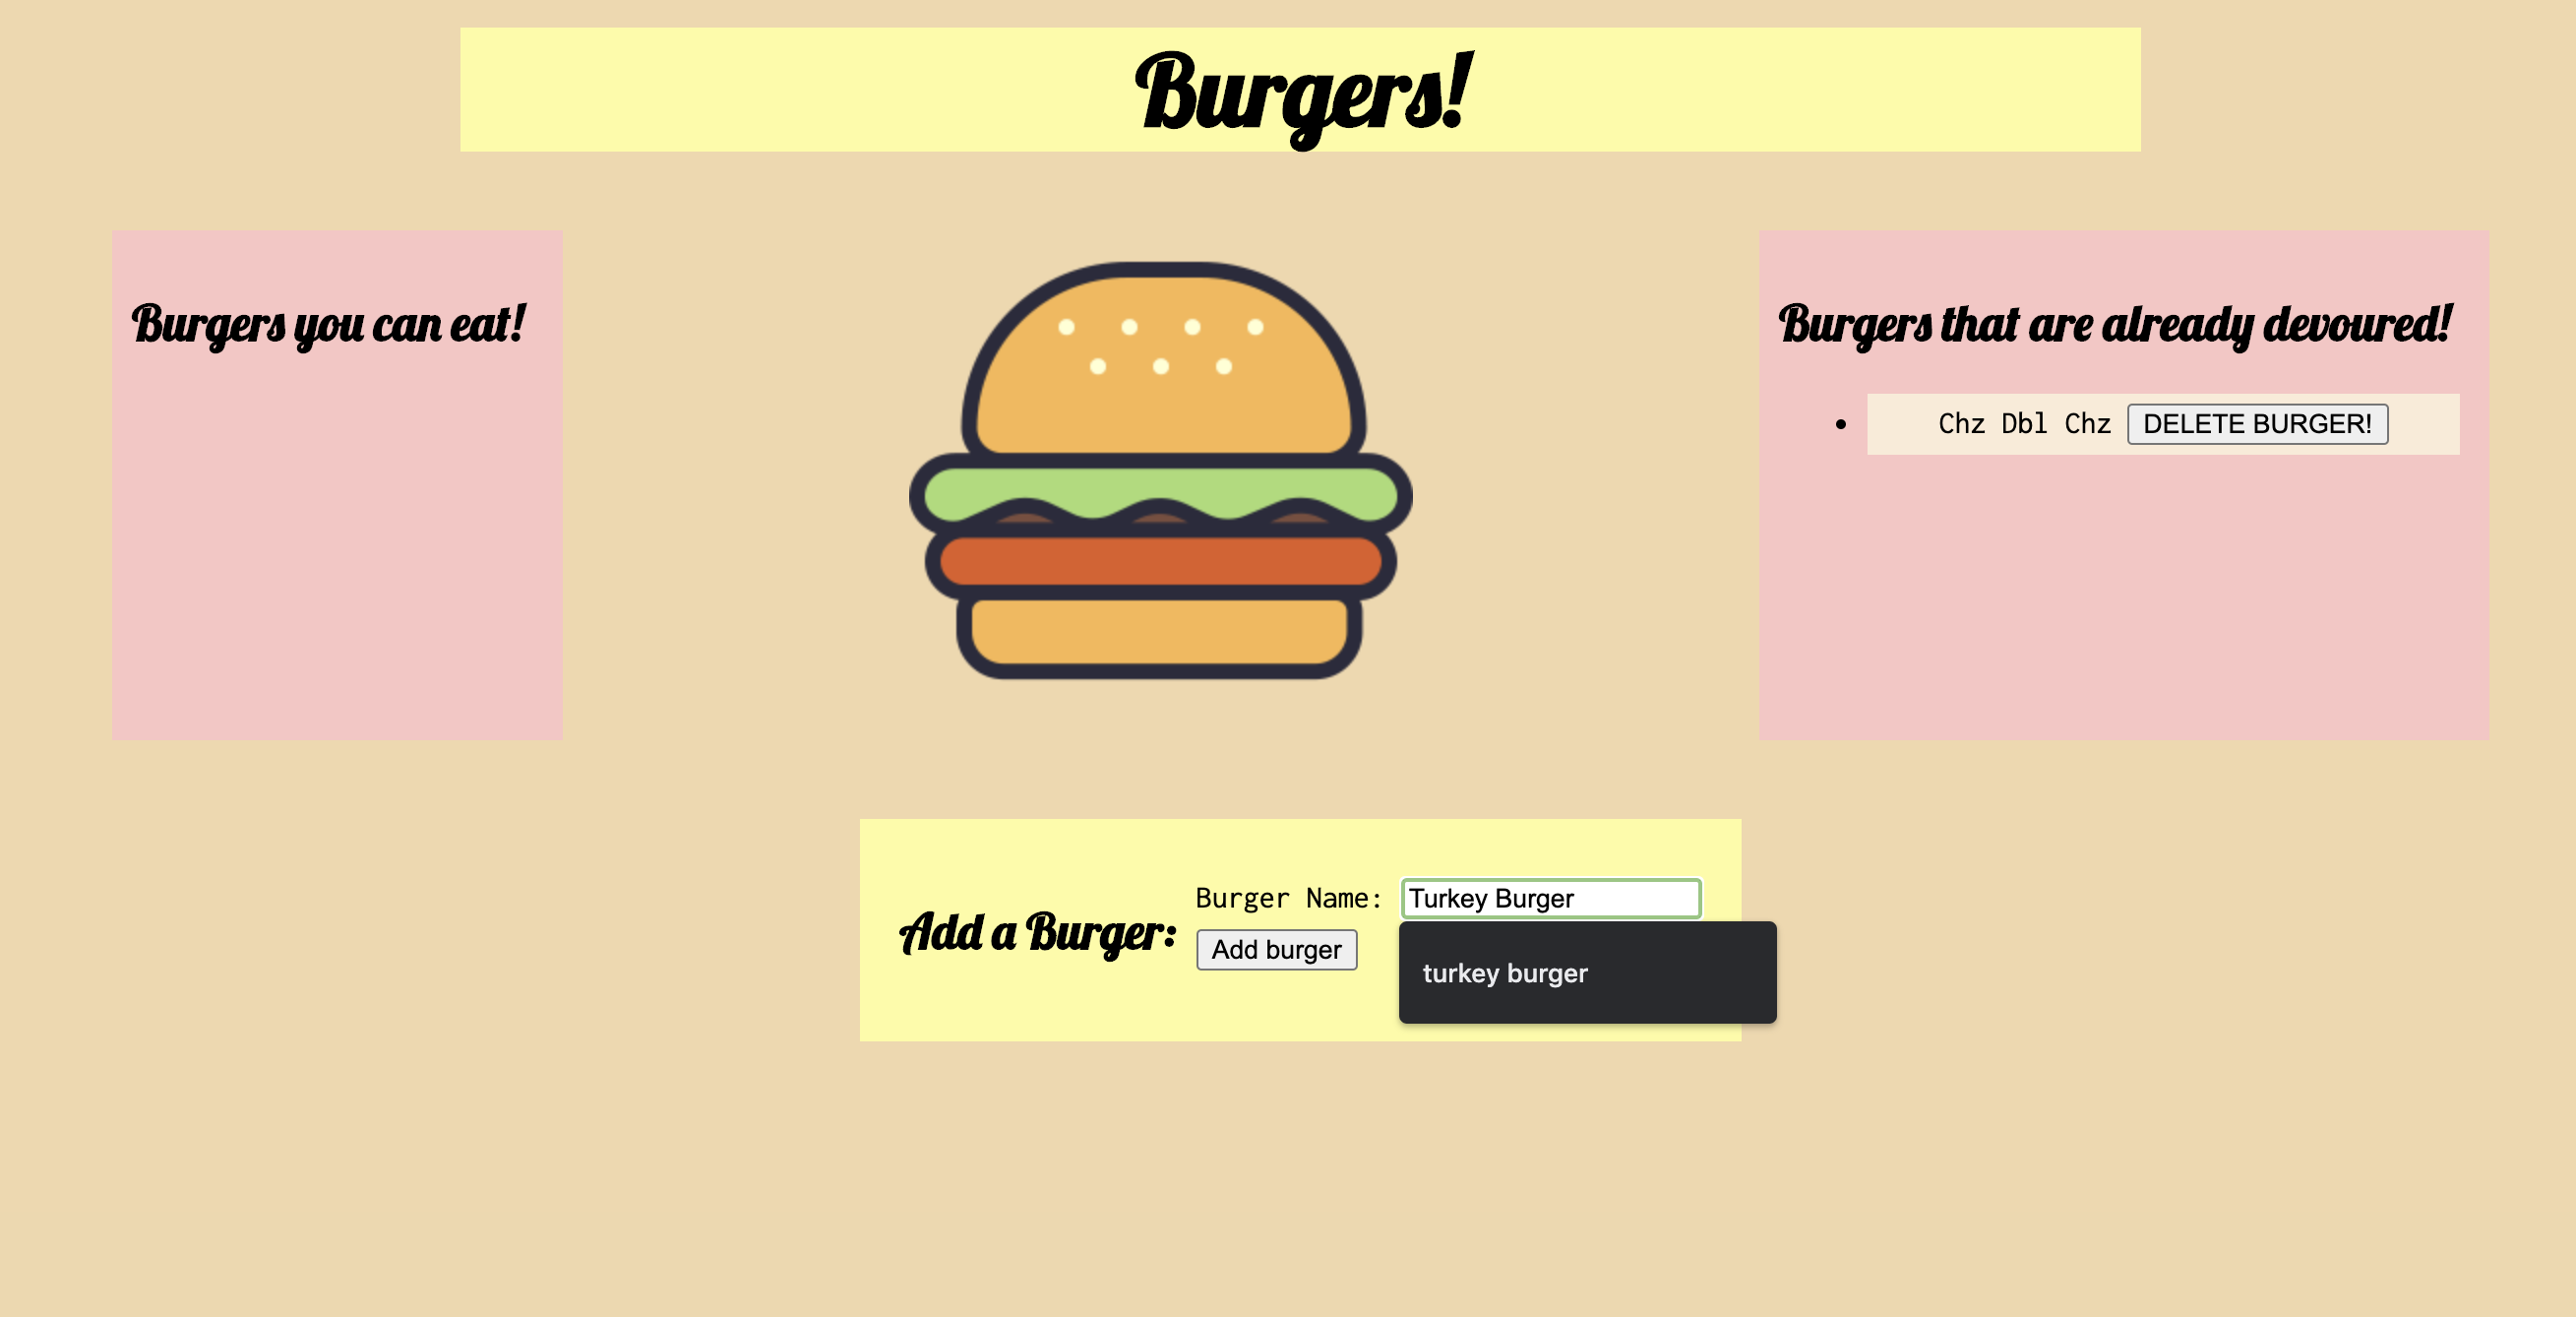 Burgers!
Burgers you can eat!
Burgers that are already devoured!
Chz Dbl Chz DELETE BURGER!
Add a Burger:
Burger Name: Turkey Burger
Add burger
turkey burger